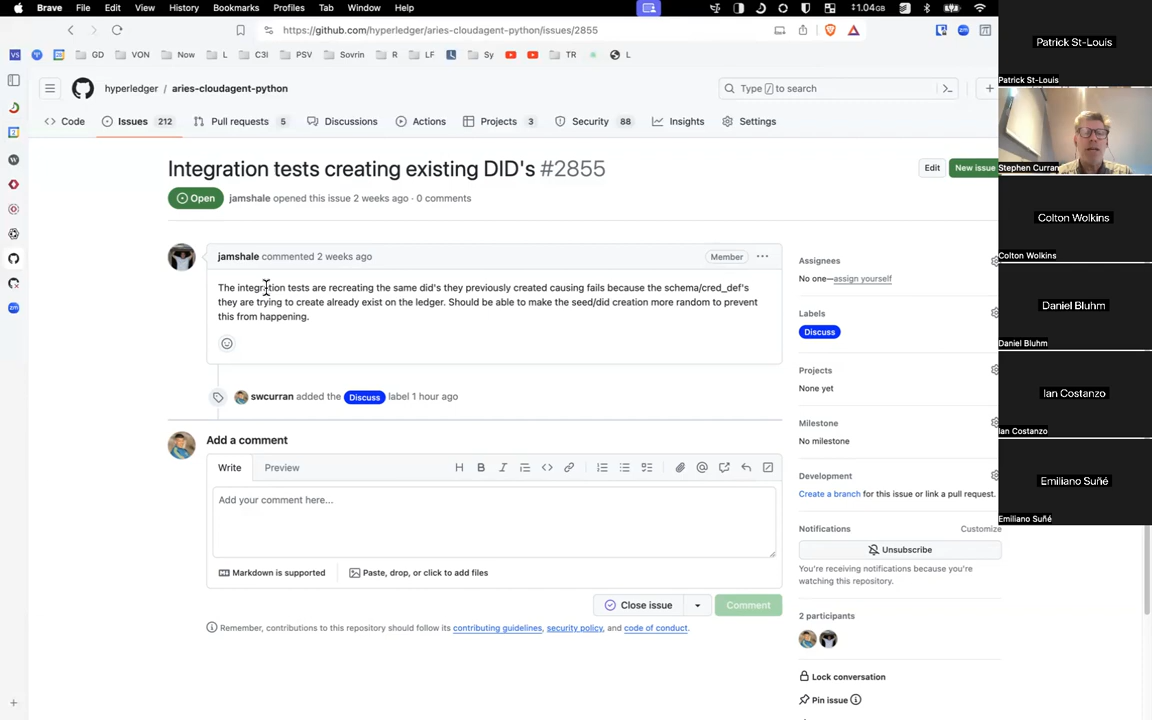 Brave File Edit View History Bookmarks Profiles Tab Window Help
1.04GB
https://github.com/hyperledger/aries-cloudagent-python/issues/2855
GD VON Now L C3I PSV Sovrin R LF L Sy TR L
hyperledger / aries-cloudagent-python
Type / to search
Code Issues 212 Pull requests 5 Discussions Actions Projects 3 Security 88 Insights Settings
Integration tests creating existing DID's #2855
Edit New issue
Open jamshale opened this issue 2 weeks ago · 0 comments
jamshale commented 2 weeks ago Member
The integration tests are recreating the same did's they previously created causing fails because the schema/cred_def's
they are trying to create already exist on the ledger. Should be able to make the seed/did creation more random to prevent
this from happening.
swcurran added the Discuss label 1 hour ago
Add a comment
Write Preview
Add your comment here...
Markdown is supported Paste, drop, or click to add files
Close issue Comment
Remember, contributions to this repository should follow its contributing guidelines, security policy, and code of conduct.
Assignees
No one—assign yourself
Labels
Discuss
Projects
None yet
Milestone
No milestone
Development
Create a branch for this issue or link a pull request.
Notifications Customize
Unsubscribe
You're receiving notifications because you're
watching this repository.
2 participants
Lock conversation
Pin issue
Patrick St-Louis
Patrick St-Louis
Stephen Curran
Colton Wolkins
Colton Wolkins
Daniel Bluhm
Daniel Bluhm
Ian Costanzo
Ian Costanzo
Emiliano Suñé
Emiliano Suñé